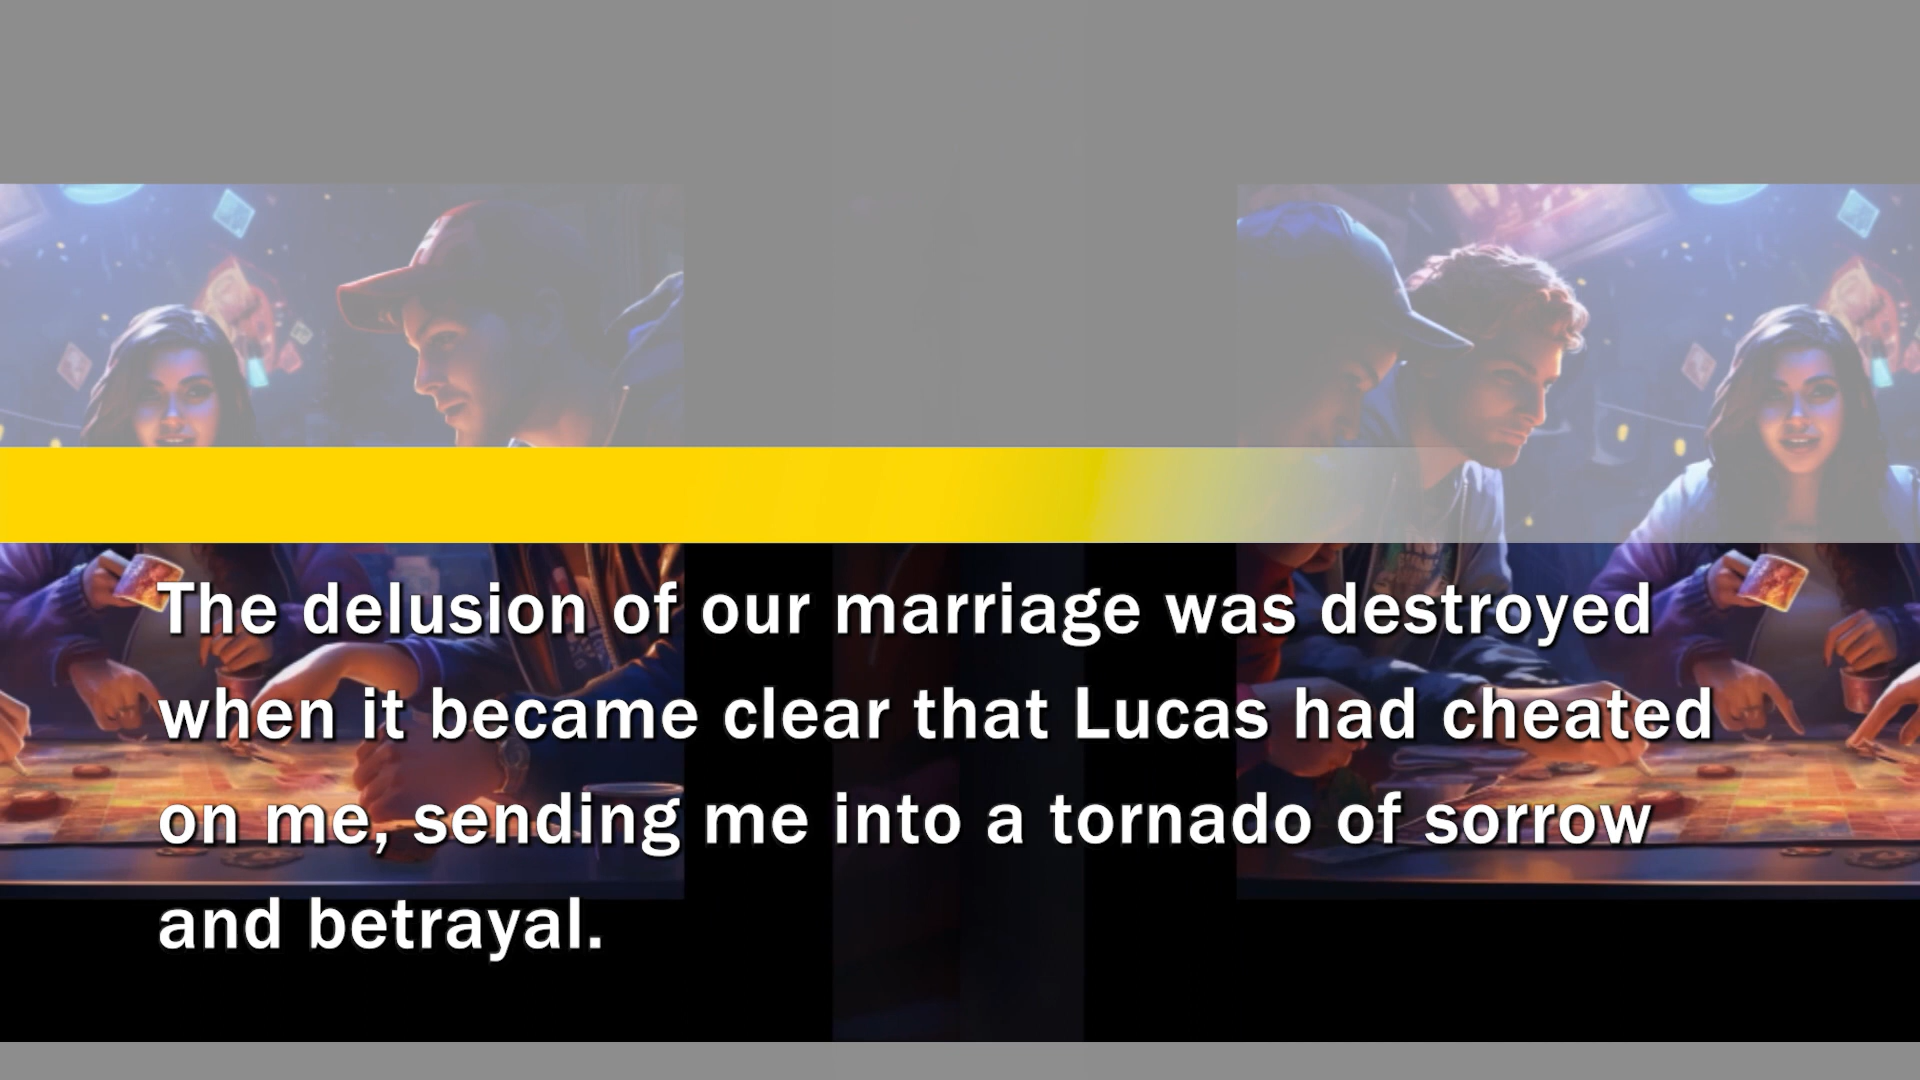 The delusion of our marriage was destroyed
when it became clear that Lucas had cheated
on me, sending me into a tornado of sorrow
and betrayal.